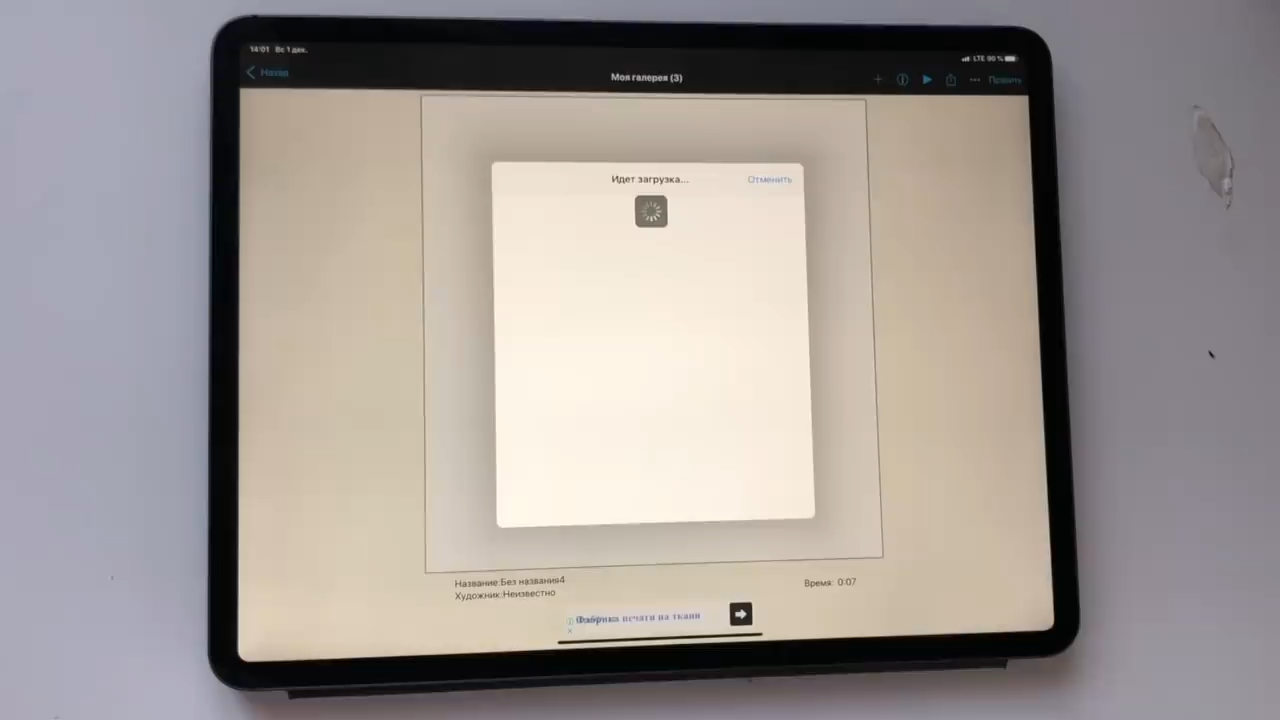 14:01 Вс 1 дек.
LTE 90 %
Назад
Моя галерея (3)
Править
Идет загрузка...
Отменить
Название:Без названия4
Время: 0:07
Художник:Неизвестно
Фабрика печати на ткани